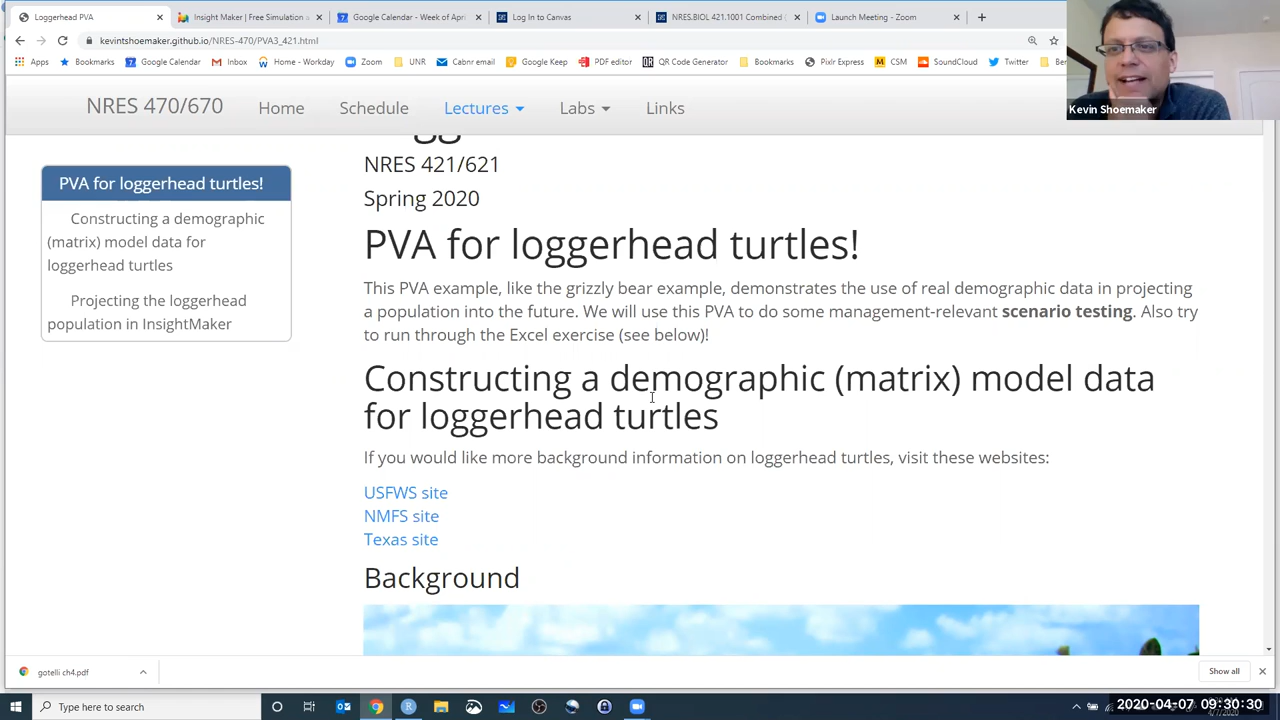 Loggerhead PVA
Insight Maker | Free Simulation
Google Calendar - Week of Apri
Log In to Canvas
NRES.BIOL 421.1001 Combined (
Launch Meeting - Zoom
kevintshoemaker.github.io/NRES-470/PVA3_421.html
Apps
Bookmarks
Google Calendar
Inbox
Home - Workday
Zoom
UNR
Cabnr email
Google Keep
PDF editor
QR Code Generator
Bookmarks
Pixlr Express
CSM
SoundCloud
Twitter
Ber
Kevin Shoemaker
NRES 470/670
Home
Schedule
Lectures
Labs
Links
PVA for loggerhead turtles!
Constructing a demographic
(matrix) model data for
loggerhead turtles
Projecting the loggerhead
population in InsightMaker
NRES 421/621
Spring 2020
PVA for loggerhead turtles!
This PVA example, like the grizzly bear example, demonstrates the use of real demographic data in projecting
a population into the future. We will use this PVA to do some management-relevant scenario testing. Also try
to run through the Excel exercise (see below)!
Constructing a demographic (matrix) model data
for loggerhead turtles
If you would like more background information on loggerhead turtles, visit these websites:
USFWS site
NMFS site
Texas site
Background
gotelli ch4.pdf
Show all
Type here to search
2020-04-07 09:30:30